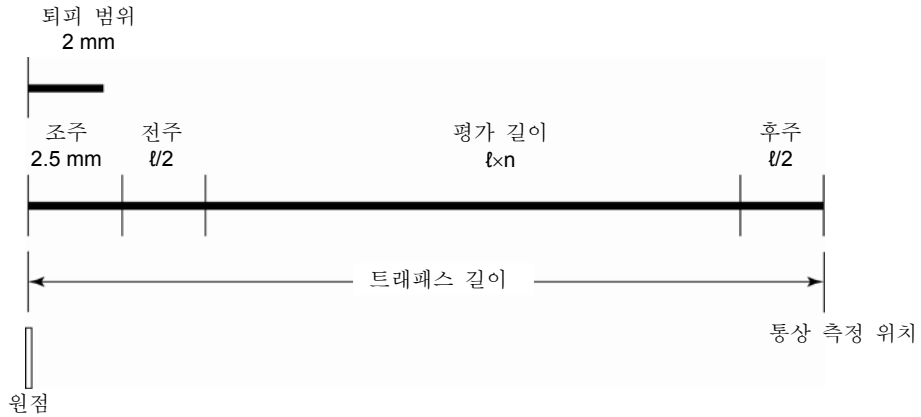 퇴피 범위
2 mm
조주
2.5 mm
전주
ℓ/2
평가 길이
ℓ×n
후주
ℓ/2
트래패스 길이
통상 측정 위치
원점